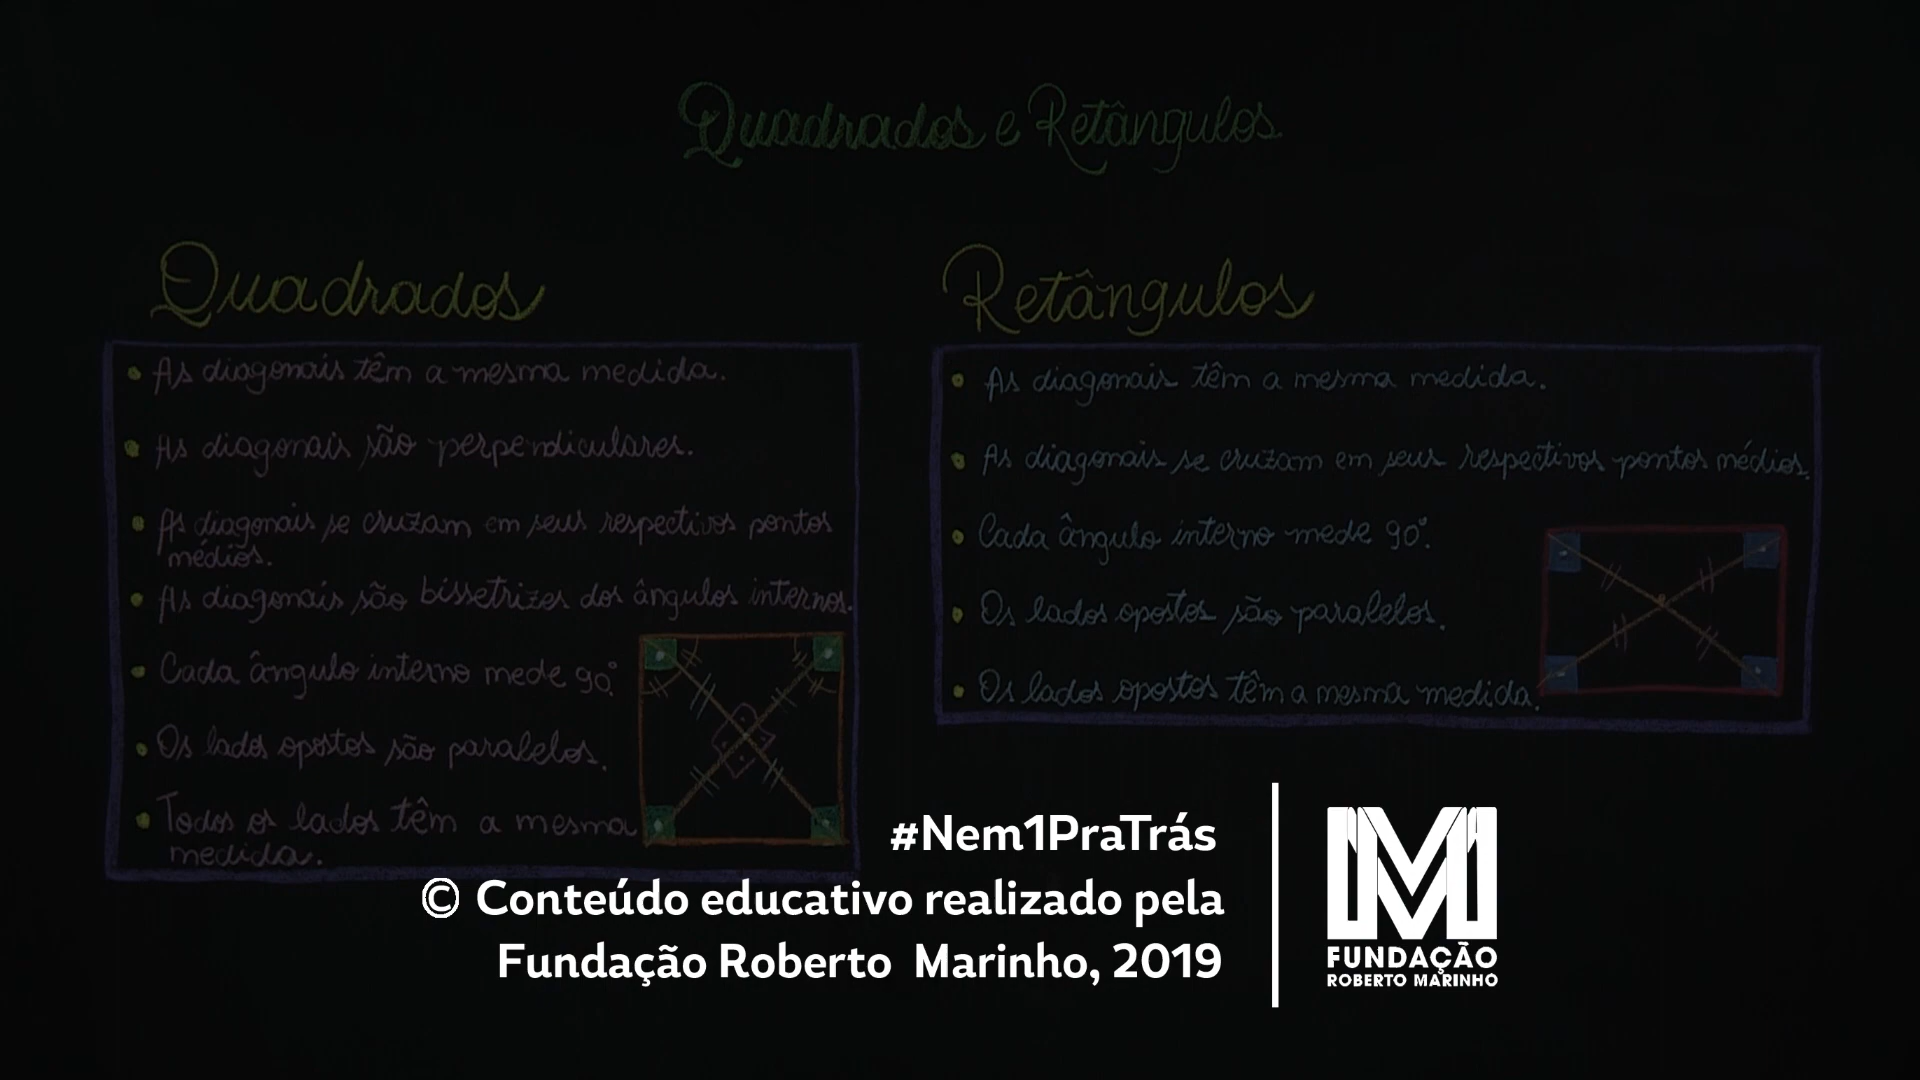 Quadrados e Retângulos
Quadrados
As diagonais têm a mesma medida.
As diagonais são perpendiculares.
As diagonais se cruzam em seus respectivos pontos
médios.
As diagonais são bissetrizes dos ângulos internos.
Cada ângulo interno mede 90°.
Os lados opostos são paralelos.
Todos os lados têm a mesma
medida.
Retângulos
As diagonais têm a mesma medida.
As diagonais se cruzam em seus respectivos pontos médios.
Cada ângulo interno mede 90°.
Os lados opostos são paralelos.
Os lados opostos têm a mesma medida.
#Nem1PraTrás
© Conteúdo educativo realizado pela
Fundação Roberto Marinho, 2019
FUNDAÇÃO
ROBERTO MARINHO